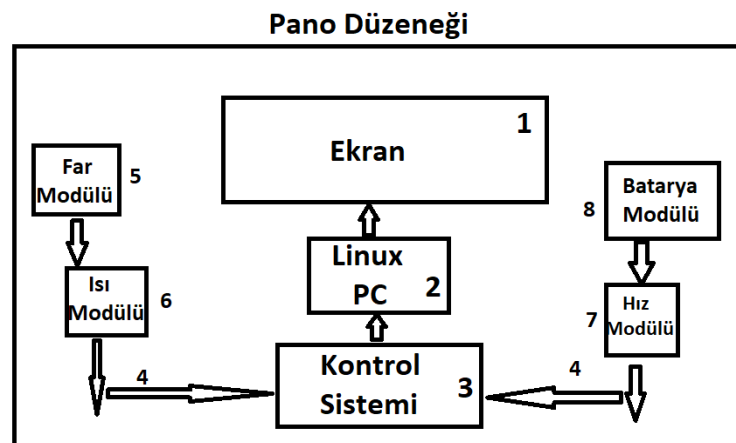 Pano Düzeneği
1
Ekran
Far
Modülü
5
8
Batarya
Modülü
Linux
PC
2
Isı
Modülü
6
7
Hız
Modülü
4
Kontrol
Sistemi
3
4